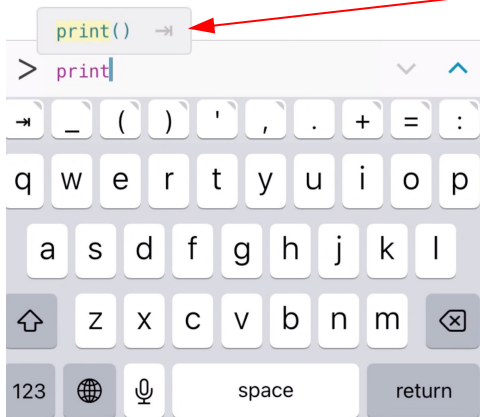 print() ⇥
> print
⇥ _ ( ) ' , . + = :
q w e r t y u i o p
a s d f g h j k l
z x c v b n m
123 space return